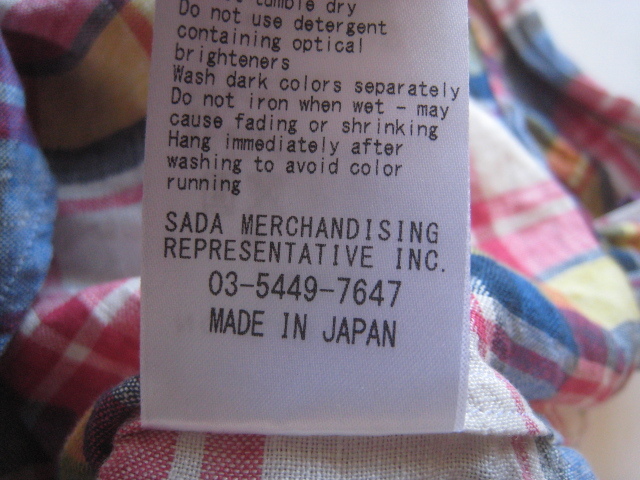 tumble dry
Do not use detergent
containing optical
brighteners
Wash dark colors separately
Do not iron when wet - may
cause fading or shrinking
Hang immediately after
washing to avoid color
running
SADA MERCHANDISING
REPRESENTATIVE INC.
03-5449-7647
MADE IN JAPAN